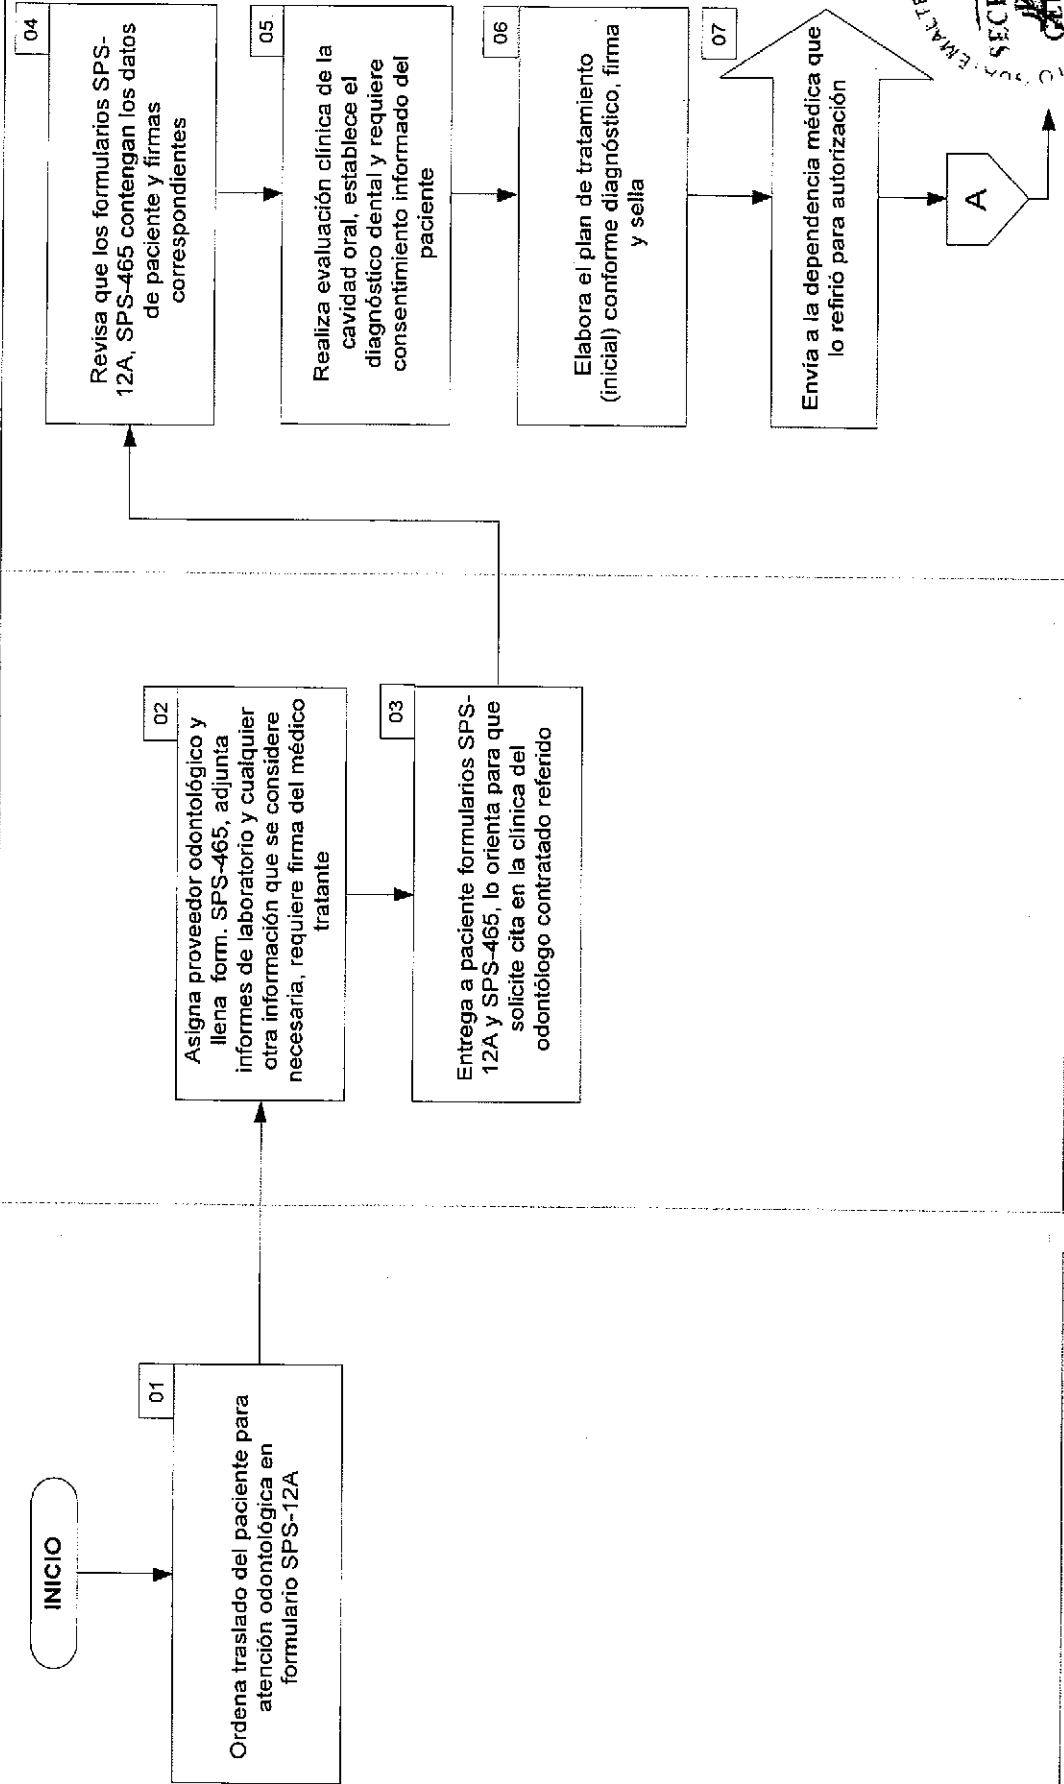 INICIO
01
Ordena traslado del paciente para
atención odontológica en
formulario SPS-12A
02
Asigna proveedor odontológico y
llena form. SPS-465, adjunta
informes de laboratorio y cualquier
otra información que se considere
necesaria, requiere firma del médico
tratante
03
Entrega a paciente formularios SPS-
12A y SPS-465, lo orienta para que
solicite cita en la clínica del
odontólogo contratado referido
04
Revisa que los formularios SPS-
12A, SPS-465 contengan los datos
de paciente y firmas
correspondientes
05
Realiza evaluación clínica de la
cavidad oral, establece el
diagnóstico dental y requiere
consentimiento informado del
paciente
06
Elabora el plan de tratamiento
(inicial) conforme diagnóstico, firma
y sella
07
Envía a la dependencia médica que
lo refirió para autorización
A